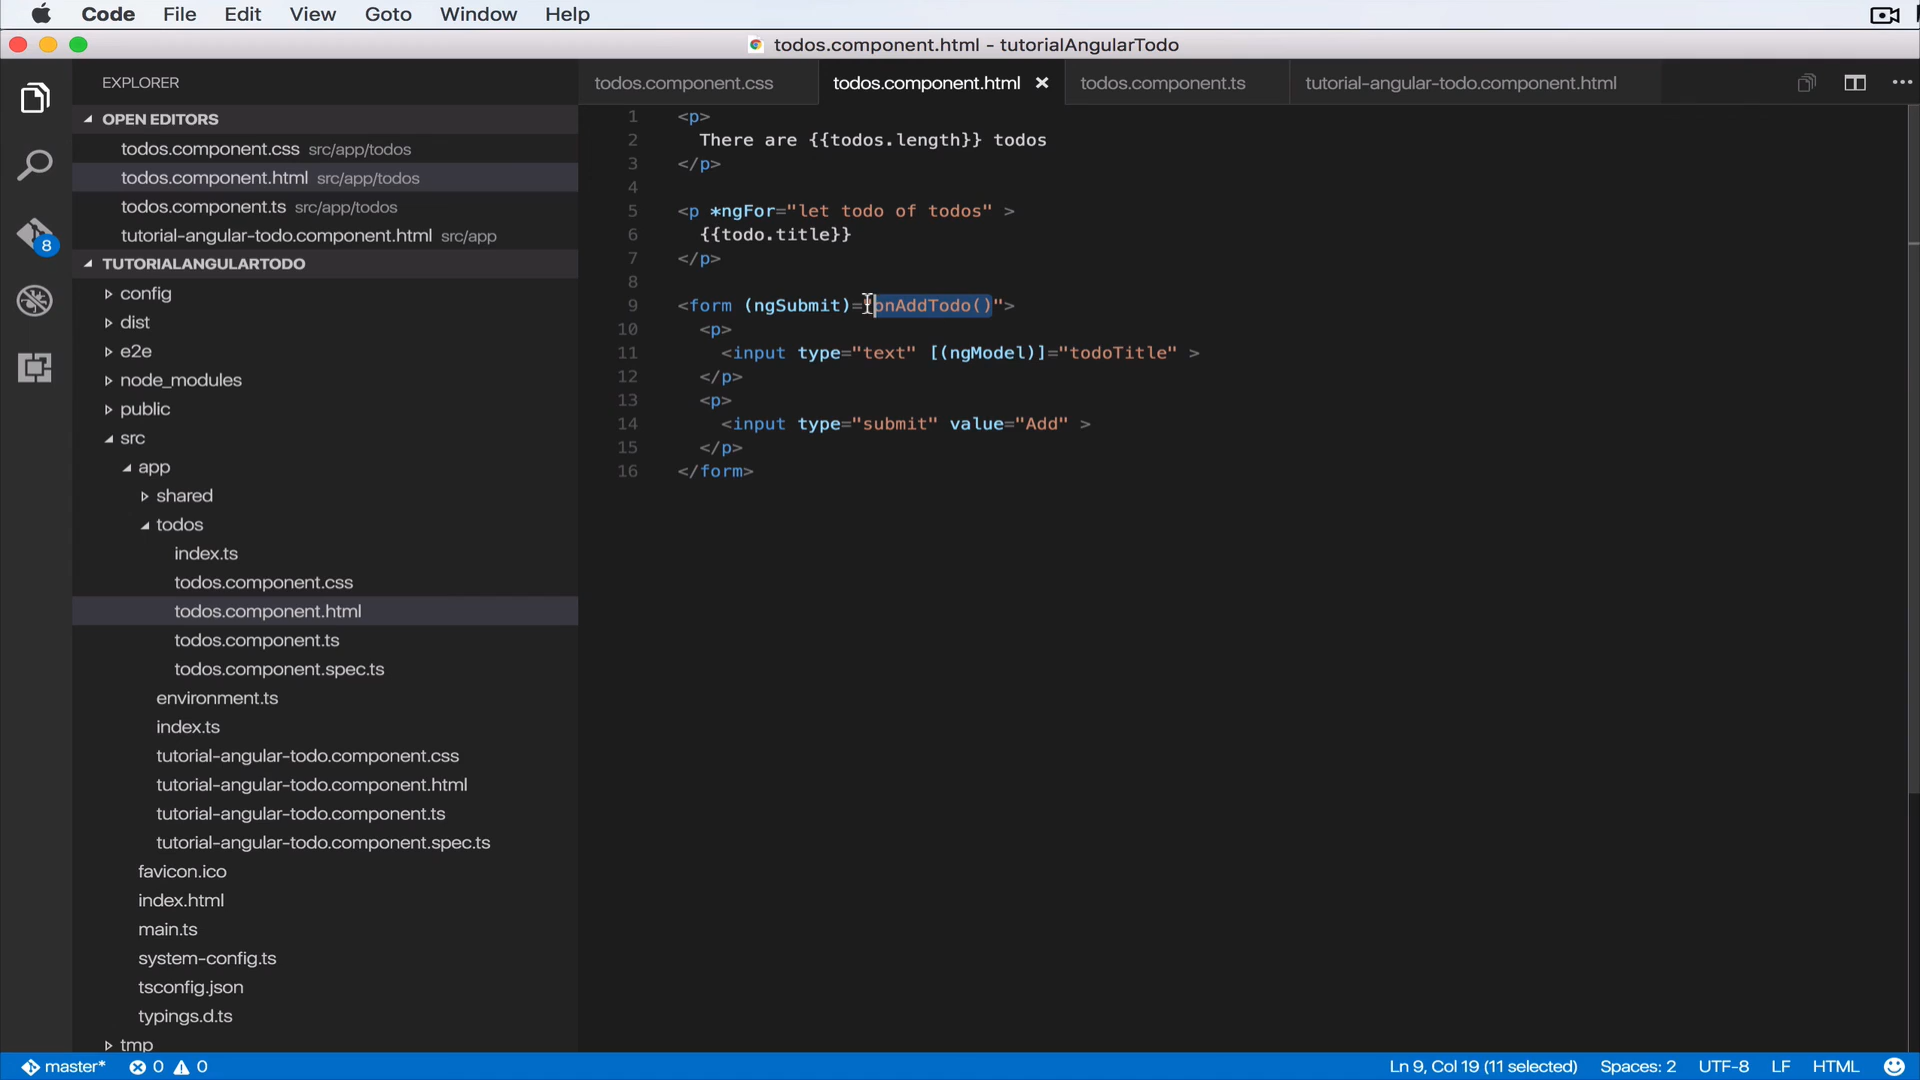 Code File Edit View Goto Window Help
todos.component.html - tutorialAngularTodo
EXPLORER
todos.component.css todos.component.html todos.component.ts tutorial-angular-todo.component.html
OPEN EDITORS
todos.component.css src/app/todos
todos.component.html src/app/todos
todos.component.ts src/app/todos
tutorial-angular-todo.component.html src/app
8
TUTORIALANGULARTODO
config
dist
e2e
node_modules
public
src
app
shared
todos
index.ts
todos.component.css
todos.component.html
todos.component.ts
todos.component.spec.ts
environment.ts
index.ts
tutorial-angular-todo.component.css
tutorial-angular-todo.component.html
tutorial-angular-todo.component.ts
tutorial-angular-todo.component.spec.ts
favicon.ico
index.html
main.ts
system-config.ts
tsconfig.json
typings.d.ts
tmp
1 <p>
2 There are {{todos.length}} todos
3 </p>
4
5 <p *ngFor="let todo of todos" >
6 {{todo.title}}
7 </p>
8
9 <form (ngSubmit)="onAddTodo()">
10 <p>
11 <input type="text" [(ngModel)]="todoTitle" >
12 </p>
13 <p>
14 <input type="submit" value="Add" >
15 </p>
16 </form>
master* 0 0 Ln 9, Col 19 (11 selected) Spaces: 2 UTF-8 LF HTML